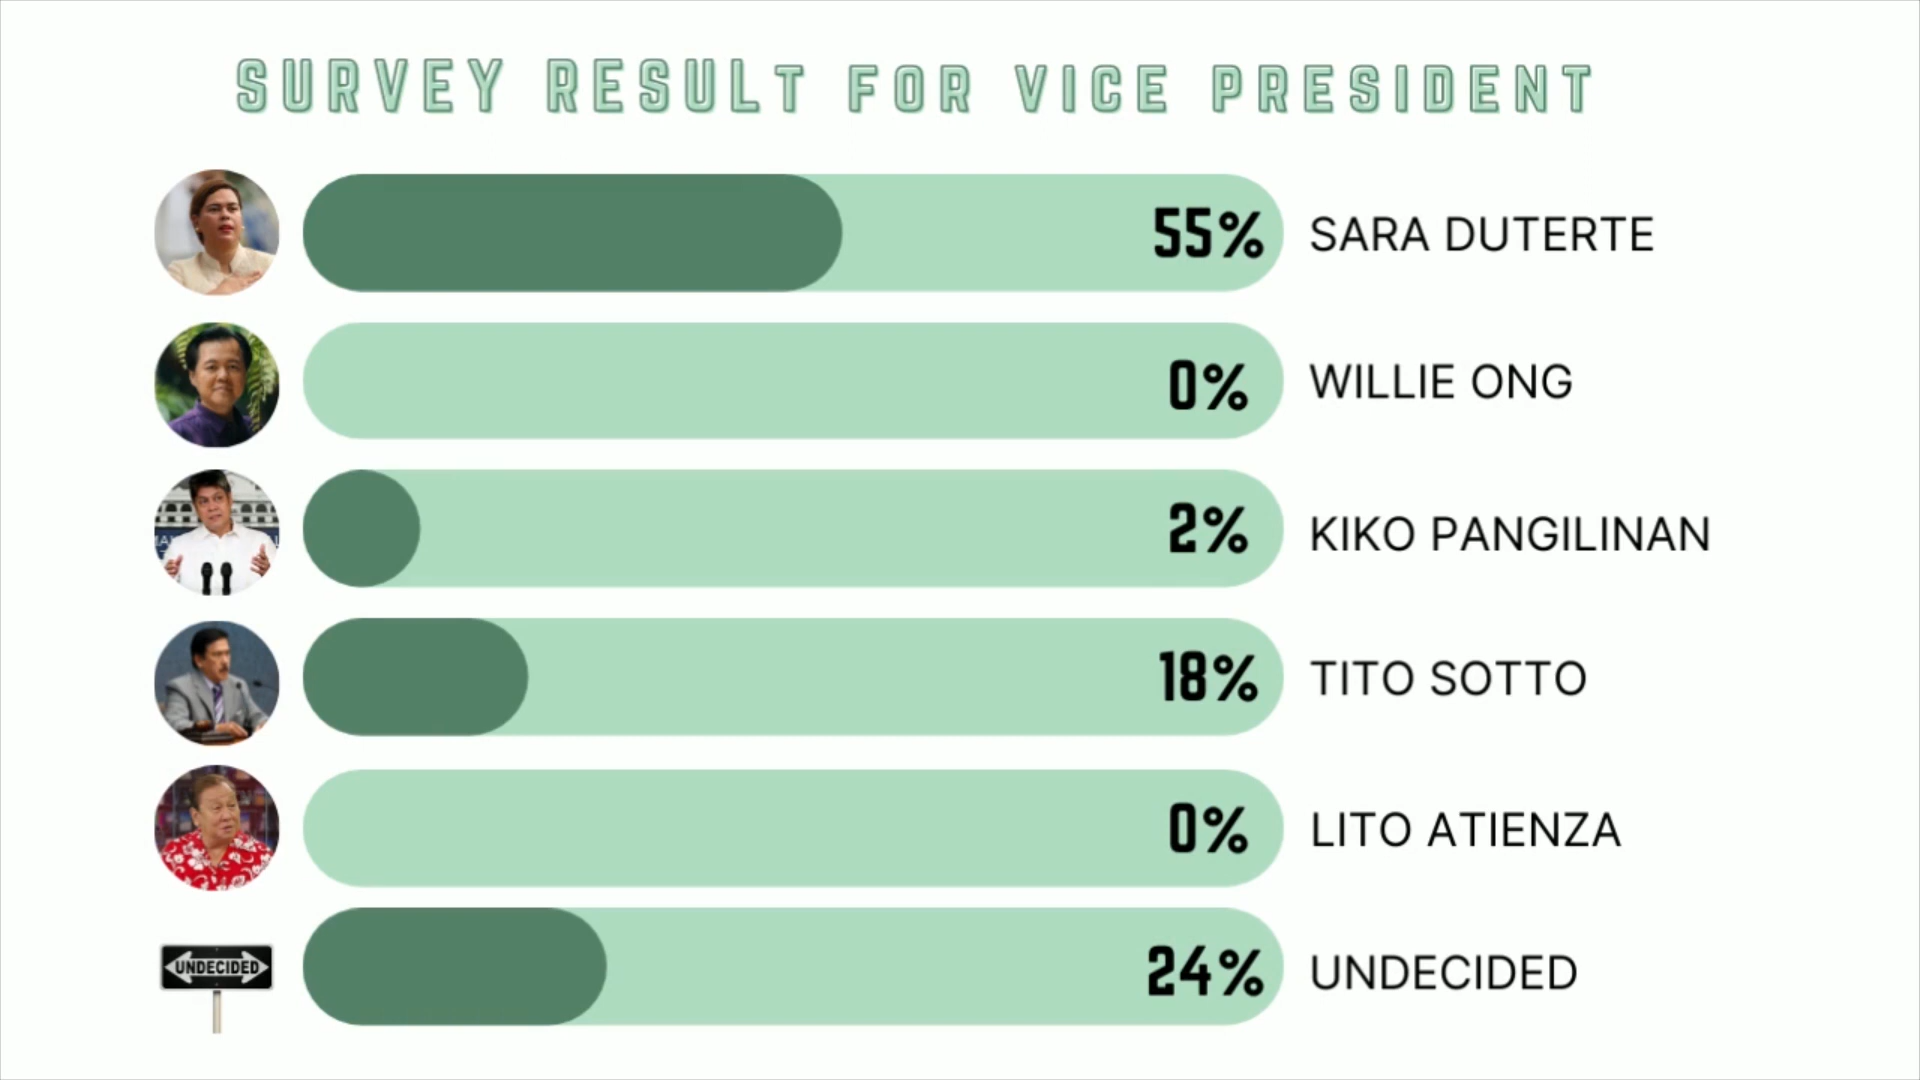 SURVEY RESULT FOR VICE PRESIDENT
55% SARA DUTERTE
0% WILLIE ONG
2% KIKO PANGILINAN
18% TITO SOTTO
0% LITO ATIENZA
UNDECIDED 24% UNDECIDED